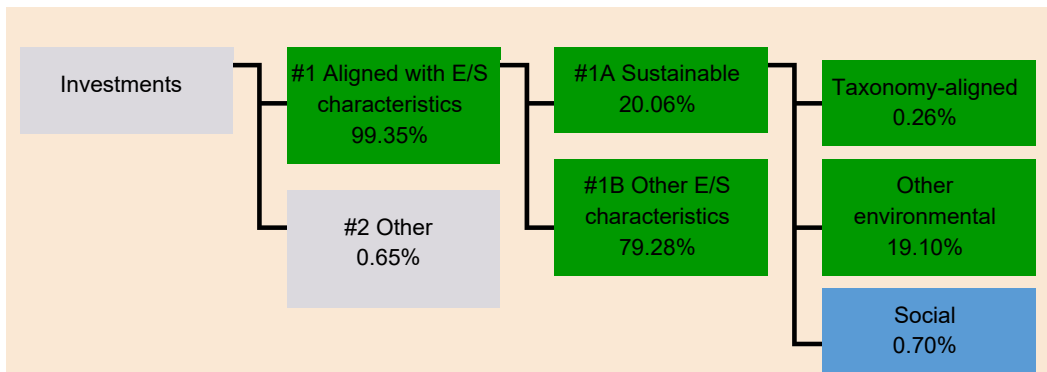 Investments
#1 Aligned with E/S
characteristics
99.35%
#2 Other
0.65%
#1A Sustainable
20.06%
#1B Other E/S
characteristics
79.28%
Taxonomy-aligned
0.26%
Other
environmental
19.10%
Social
0.70%